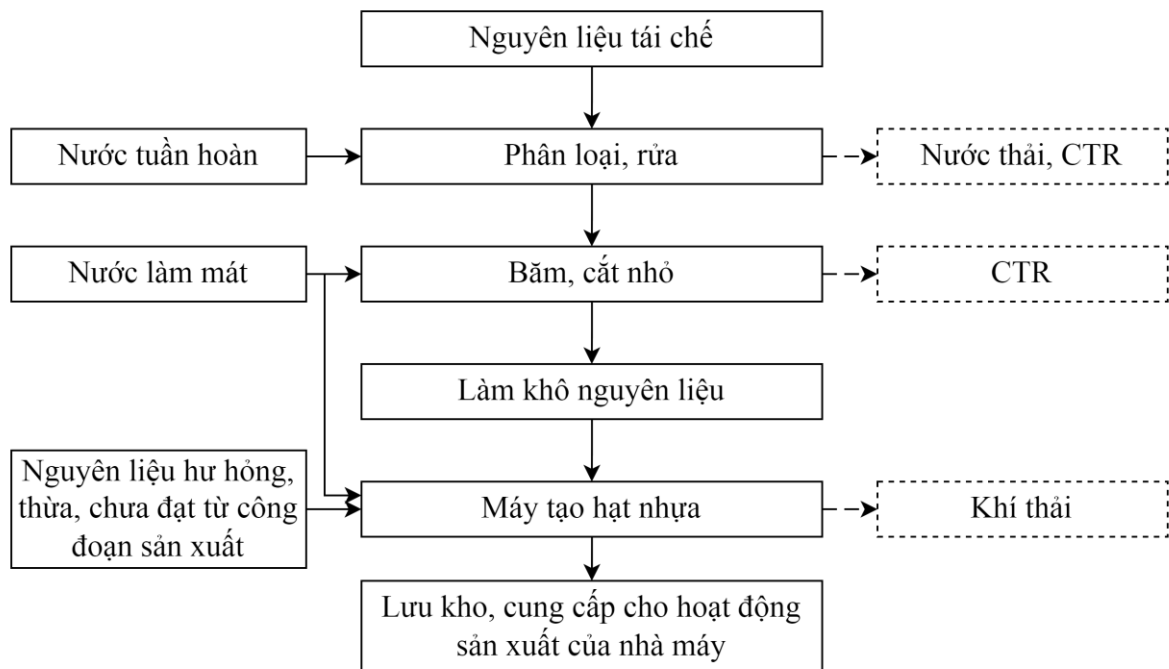 Nguyên liệu tái chế
Nước tuần hoàn
Phân loại, rửa
Nước thải, CTR
Nước làm mát
Băm, cắt nhỏ
CTR
Làm khô nguyên liệu
Nguyên liệu hư hỏng,
thừa, chưa đạt từ công
đoạn sản xuất
Máy tạo hạt nhựa
Khí thải
Lưu kho, cung cấp cho hoạt động
sản xuất của nhà máy